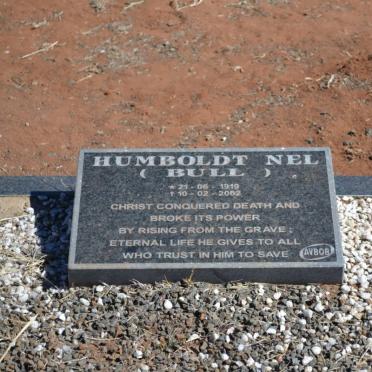 HUMBOLDT NEL
( BULL )
* 21 - 06 - 1919
† 10 - 02 - 2002
CHRIST CONQUERED DEATH AND
BROKE ITS POWER
BY RISING FROM THE GRAVE ;
ETERNAL LIFE HE GIVES TO ALL
WHO TRUST IN HIM TO SAVE
AVBOB